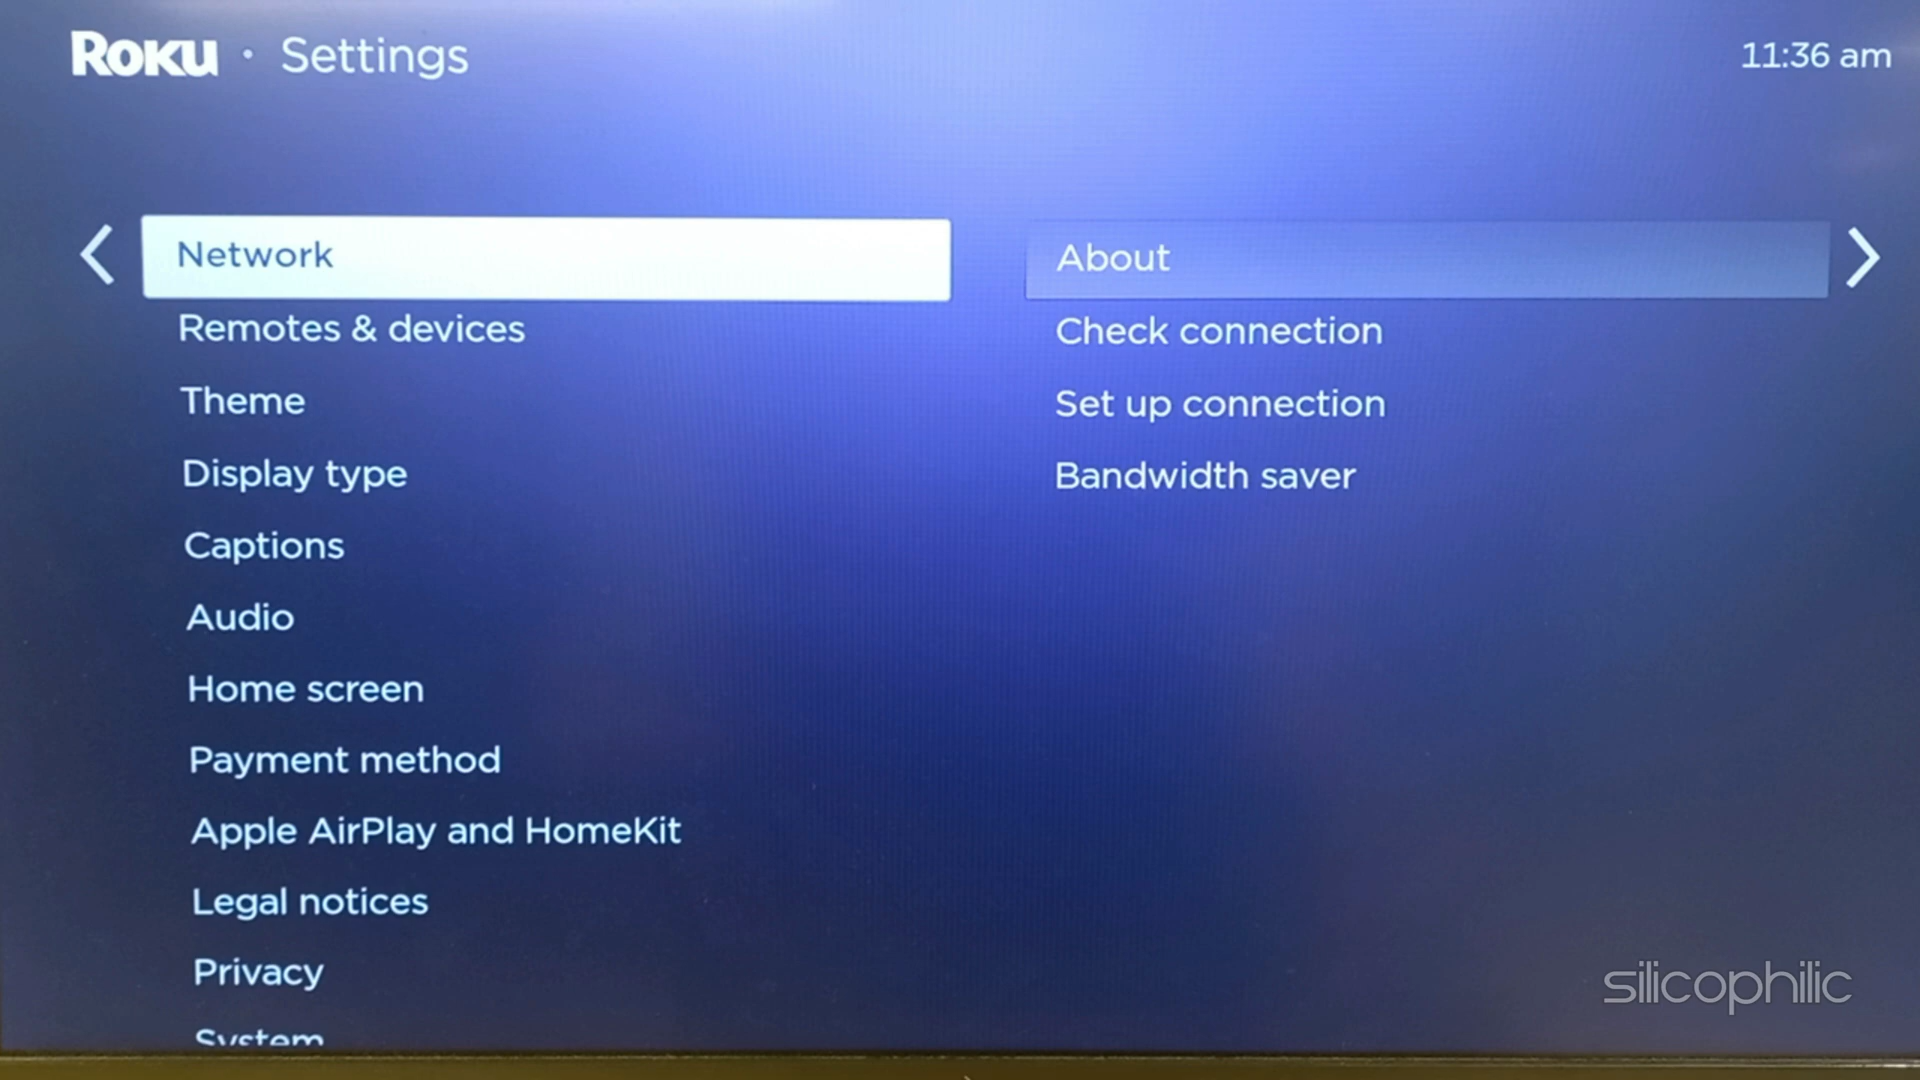 Roku · Settings
11:36 am
Network
Remotes & devices
Theme
Display type
Captions
Audio
Home screen
Payment method
Apple AirPlay and HomeKit
Legal notices
Privacy
System
About
Check connection
Set up connection
Bandwidth saver
silicophilic